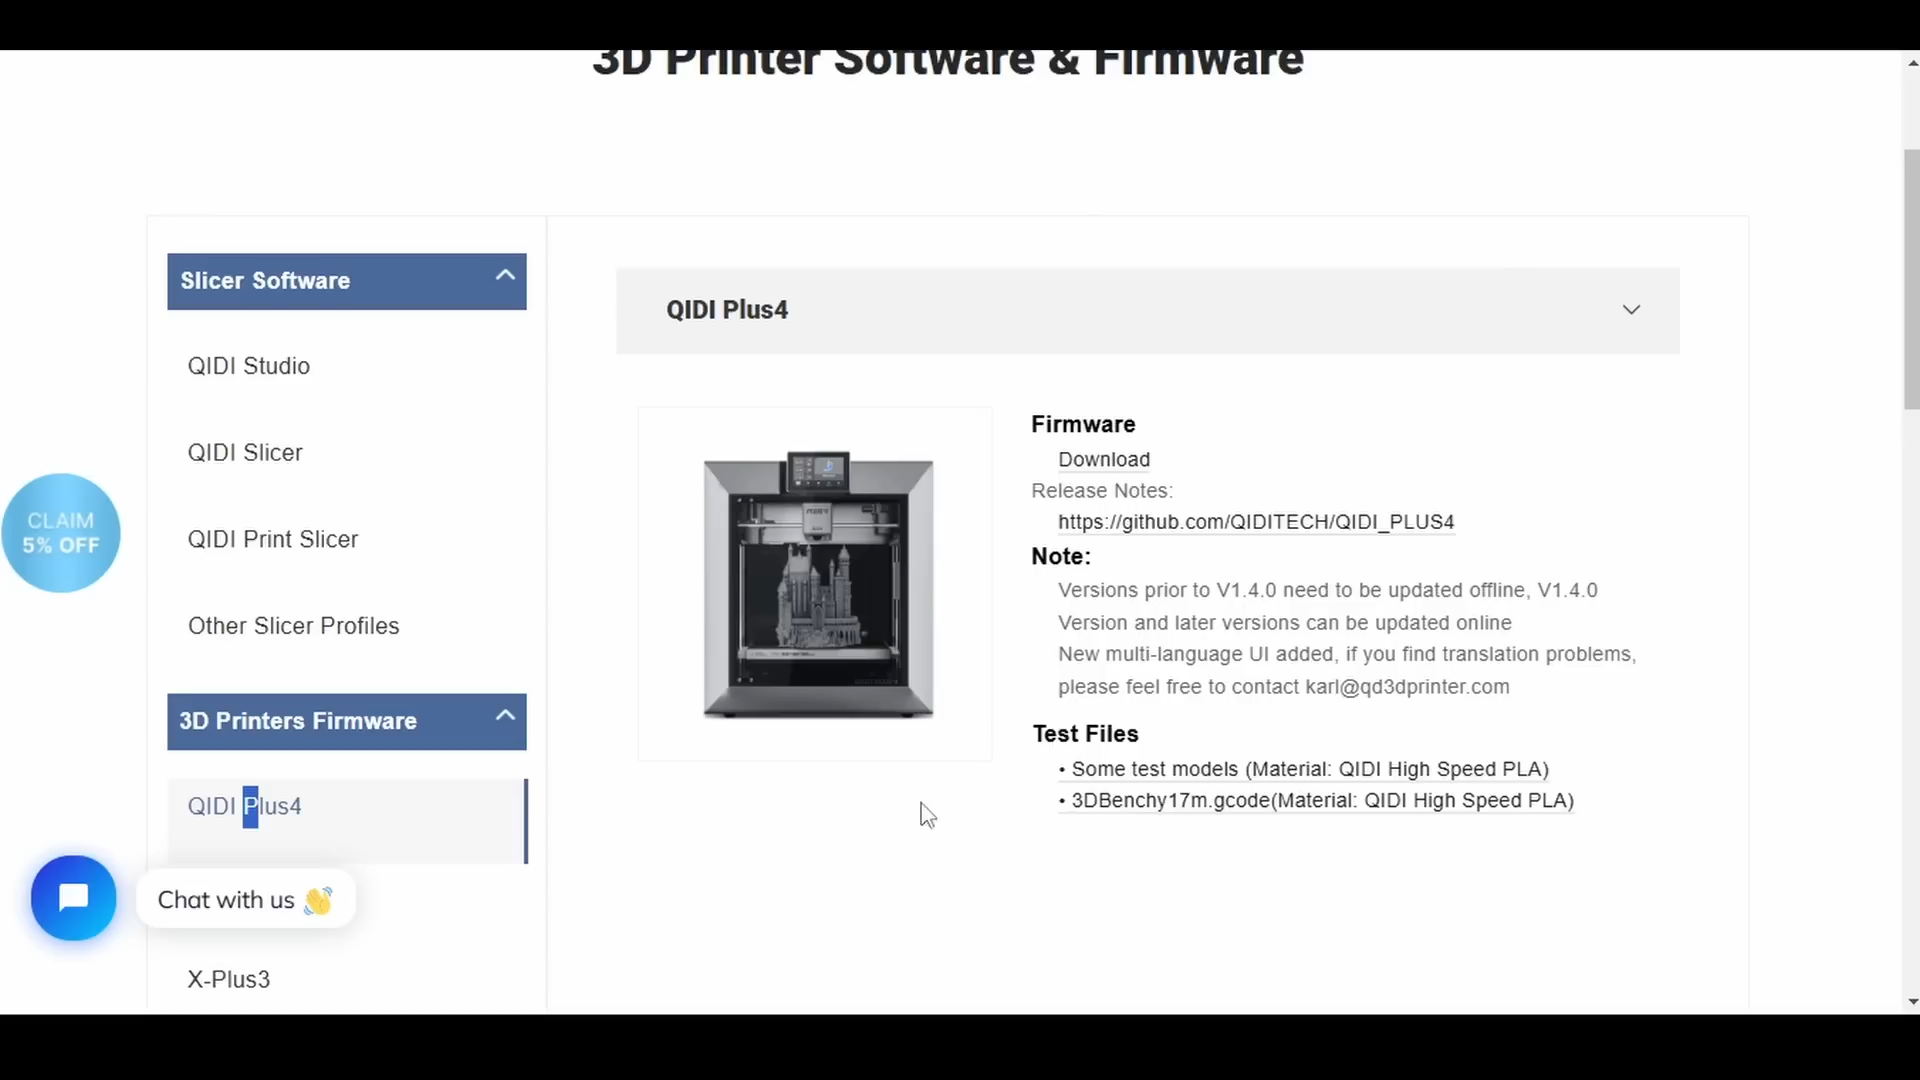 3D Printer Software & Firmware
Slicer Software
QIDI Studio
QIDI Slicer
QIDI Print Slicer
Other Slicer Profiles
3D Printers Firmware
QIDI Plus4
X-Plus3
CLAIM
5% OFF
Chat with us 👋
QIDI Plus4
Firmware
Download
Release Notes:
https://github.com/QIDITECH/QIDI_PLUS4
Note:
Versions prior to V1.4.0 need to be updated offline, V1.4.0
Version and later versions can be updated online
New multi-language UI added, if you find translation problems,
please feel free to contact karl@qd3dprinter.com
Test Files
• Some test models (Material: QIDI High Speed PLA)
• 3DBenchy17m.gcode(Material: QIDI High Speed PLA)